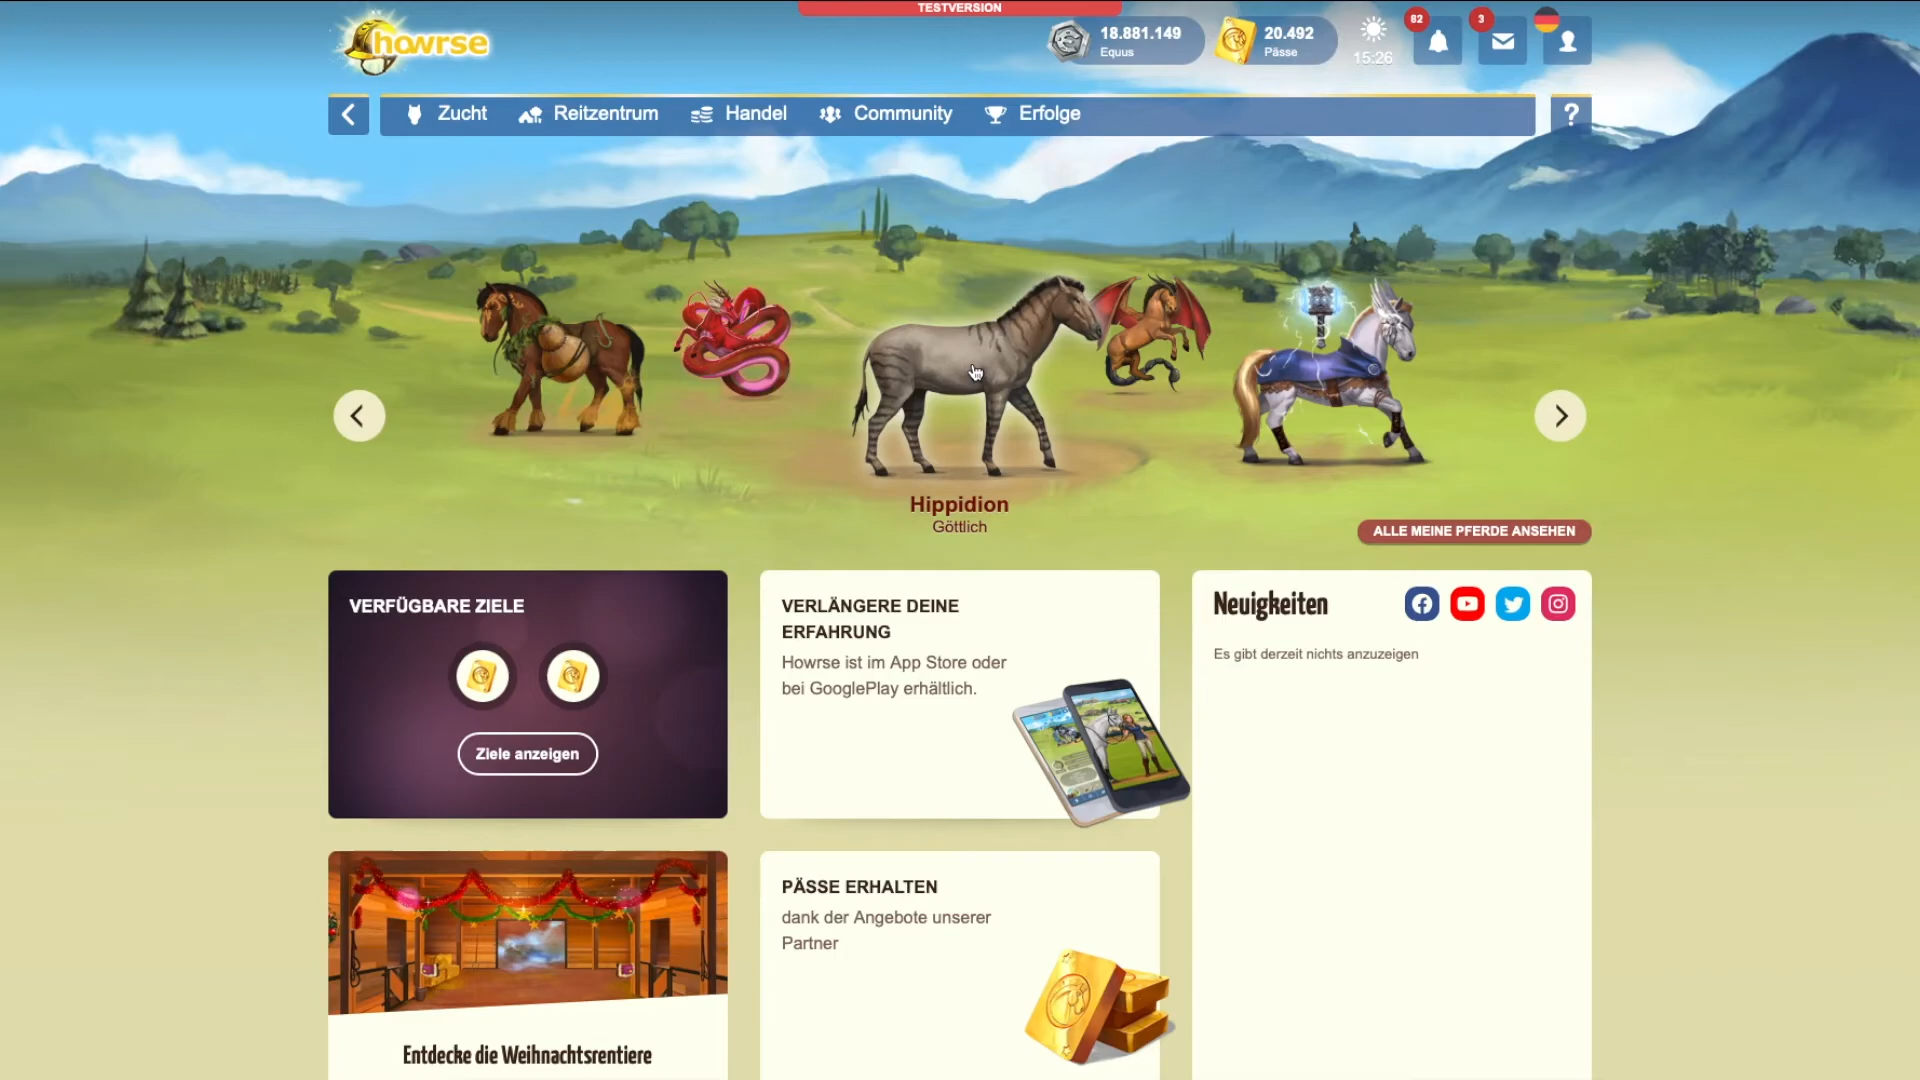 TESTVERSION
howrse
18.881.149
Equus
20.492
Pässe
15:26
82
3
Zucht
Reitzentrum
Handel
Community
Erfolge
?
Hippidion
Göttlich
ALLE MEINE PFERDE ANSEHEN
VERFÜGBARE ZIELE
Ziele anzeigen
VERLÄNGERE DEINE
ERFAHRUNG
Howrse ist im App Store oder
bei GooglePlay erhältlich.
Neuigkeiten
Es gibt derzeit nichts anzuzeigen
Entdecke die Weihnachtsrentiere
PÄSSE ERHALTEN
dank der Angebote unserer
Partner